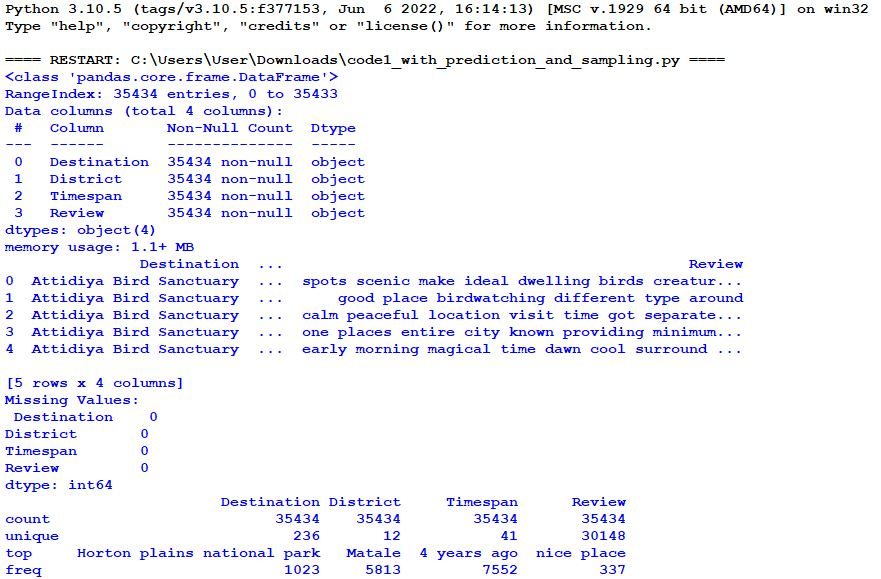 Python 3.10.5 (tags/v3.10.5:f377153, Jun  6 2022, 16:14:13) [MSC v.1929 64 bit (AMD64)] on win32
Type "help", "copyright", "credits" or "license()" for more information.
==== RESTART: C:\Users\User\Downloads\code1_with_prediction_and_sampling.py ====
<class 'pandas.core.frame.DataFrame'>
RangeIndex: 35434 entries, 0 to 35433
Data columns (total 4 columns):
 #   Column       Non-Null Count  Dtype
---  ------       --------------  -----
 0   Destination  35434 non-null  object
 1   District     35434 non-null  object
 2   Timespan     35434 non-null  object
 3   Review       35434 non-null  object
dtypes: object(4)
memory usage: 1.1+ MB
                Destination  ...                                             Review
0  Attidiya Bird Sanctuary  ...  spots scenic make ideal dwelling birds creatur...
1  Attidiya Bird Sanctuary  ...      good place birdwatching different type around
2  Attidiya Bird Sanctuary  ...  calm peaceful location visit time got separate...
3  Attidiya Bird Sanctuary  ...  one places entire city known providing minimum...
4  Attidiya Bird Sanctuary  ...  early morning magical time dawn cool surround ...
[5 rows x 4 columns]
Missing Values:
 Destination    0
District       0
Timespan       0
Review         0
dtype: int64
                         Destination District     Timespan      Review
count                          35434    35434        35434       35434
unique                           236       12           41       30148
top     Horton plains national park   Matale  4 years ago  nice place
freq                            1023     5813         7552         337